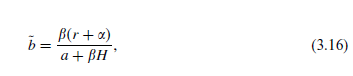 b̃ = β(r + α) / (a + βH), (3.16)